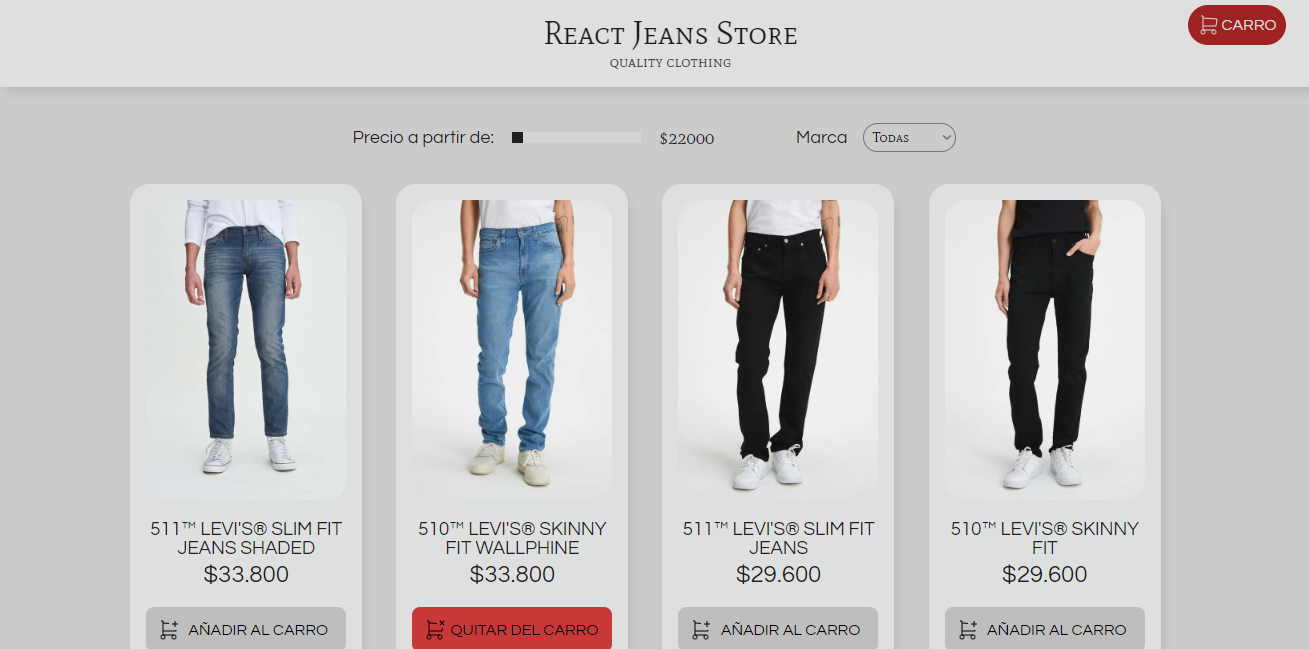 React Jeans Store
QUALITY CLOTHING
CARRO
Precio a partir de:
$22000
Marca
Todas
511™ LEVI'S® SLIM FIT
JEANS SHADED
$33.800
AÑADIR AL CARRO
510™ LEVI'S® SKINNY
FIT WALLPHINE
$33.800
QUITAR DEL CARRO
511™ LEVI'S® SLIM FIT
JEANS
$29.600
AÑADIR AL CARRO
510™ LEVI'S® SKINNY
FIT
$29.600
AÑADIR AL CARRO